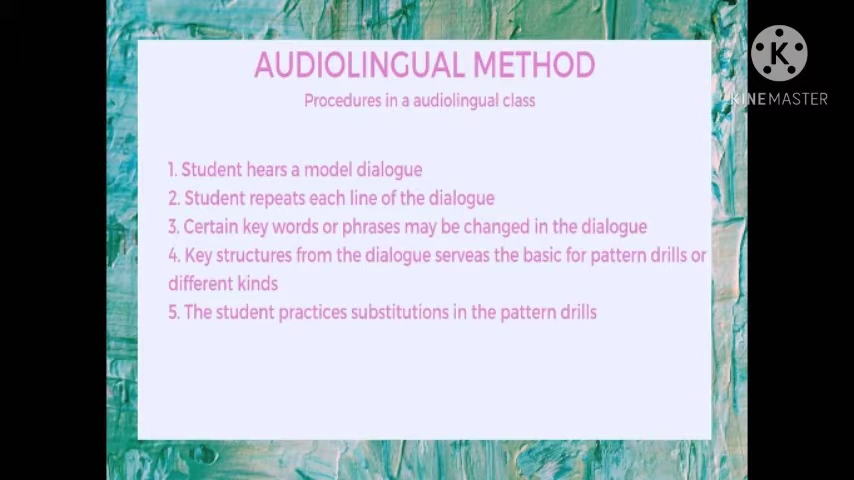 AUDIOLINGUAL METHOD
Procedures in a audiolingual class
1. Student hears a model dialogue
2. Student repeats each line of the dialogue
3. Certain key words or phrases may be changed in the dialogue
4. Key structures from the dialogue serveas the basic for pattern drills or
different kinds
5. The student practices substitutions in the pattern drills
K
KINEMASTER